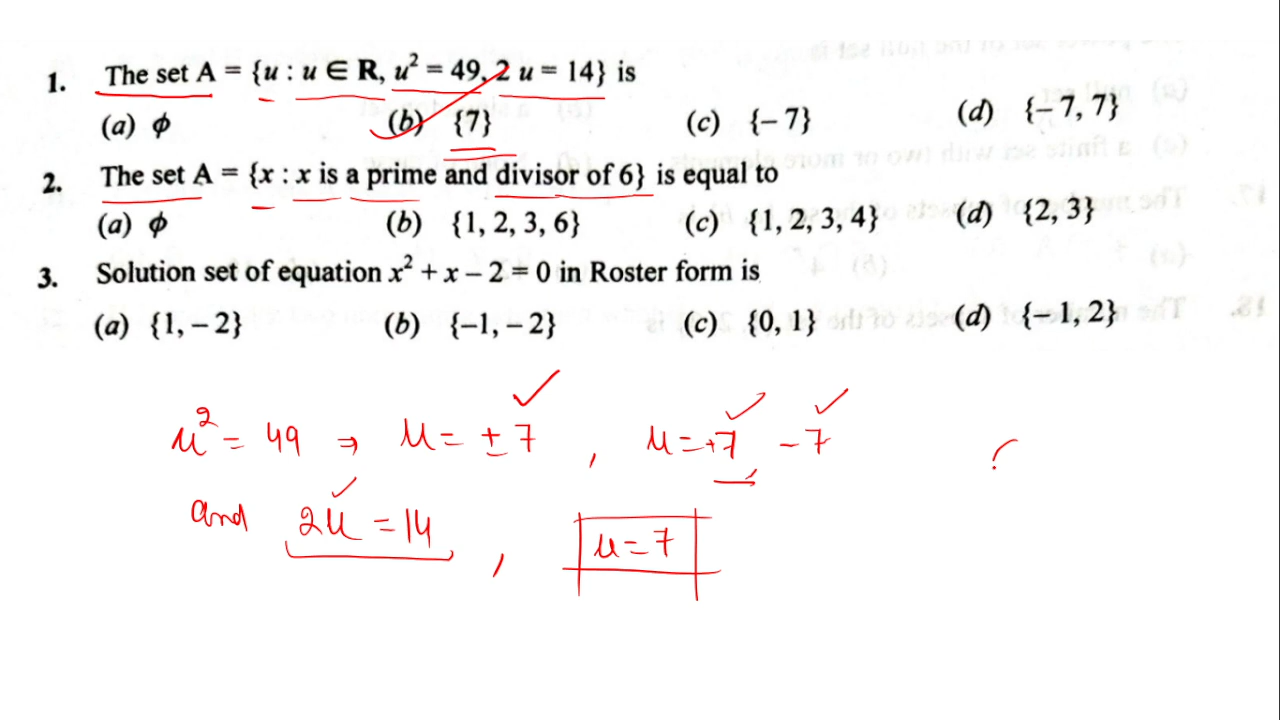 1. The set A = {u : u ∈ R, u² = 49, 2 u = 14} is
(a) ϕ (b) {7} (c) {– 7} (d) {– 7, 7}
2. The set A = {x : x is a prime and divisor of 6} is equal to
(a) ϕ (b) {1, 2, 3, 6} (c) {1, 2, 3, 4} (d) {2, 3}
3. Solution set of equation x² + x – 2 = 0 in Roster form is
(a) {1, – 2} (b) {–1, – 2} (c) {0, 1} (d) {– 1, 2}
u² = 49 ⇒ u = ± 7 , u = +7 – 7
and 2u = 14 , u = 7